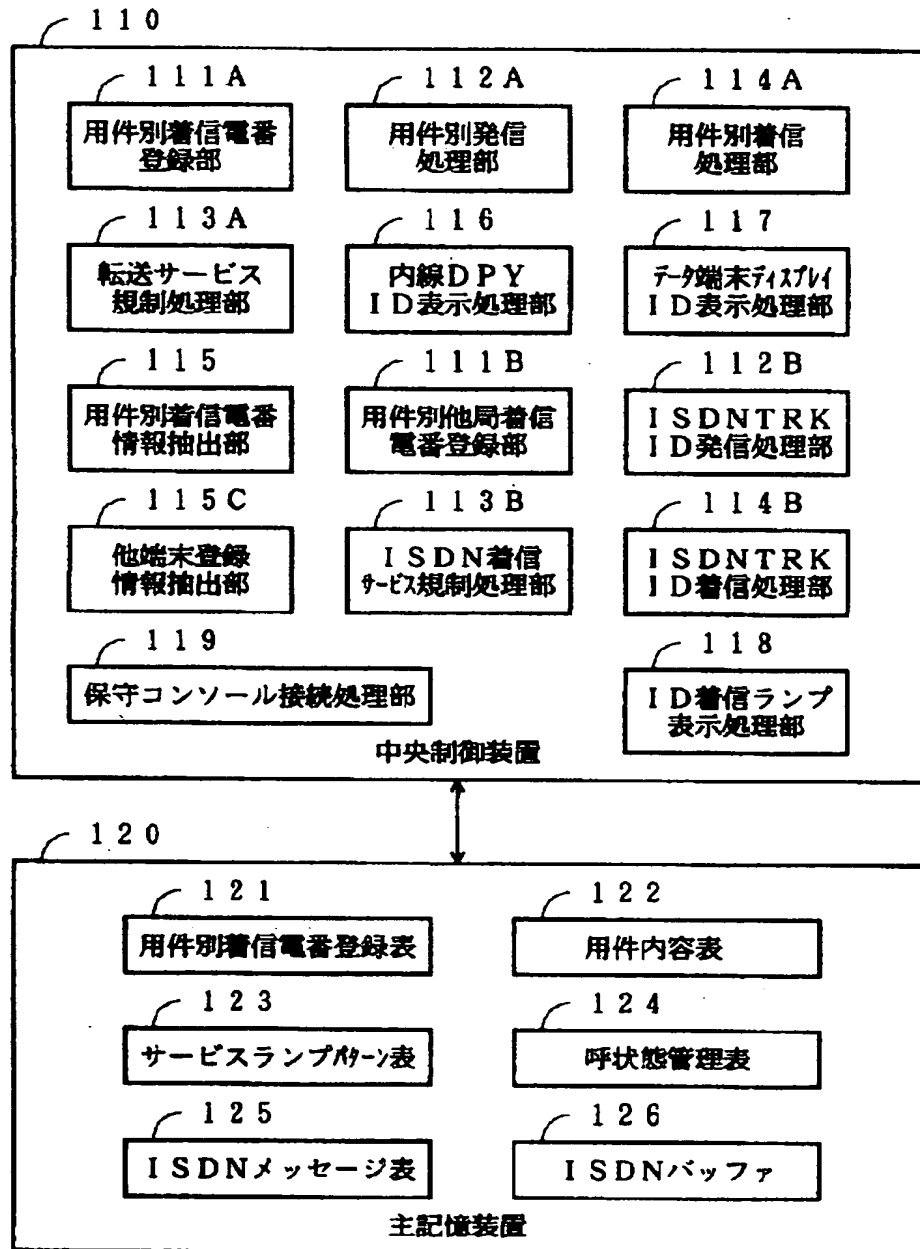 110
111A
112A
114A
用件別着信電番
登録部
用件別発信
処理部
用件別着信
処理部
113A
116
117
転送サービス
規制処理部
内線DPY
ID表示処理部
データ端末ディスプレイ
ID表示処理部
115
111B
112B
用件別着信電番
情報抽出部
用件別他局着信
電番登録部
ISDNTRK
ID発信処理部
115C
113B
114B
他端末登録
情報抽出部
ISDN着信
サービス規制処理部
ISDNTRK
ID着信処理部
119
118
保守コンソール接続処理部
ID着信ランプ
表示処理部
中央制御装置
120
121
122
用件別着信電番登録表
用件内容表
123
124
サービスランプパターン表
呼状態管理表
125
126
ISDNメッセージ表
ISDNバッファ
主記憶装置